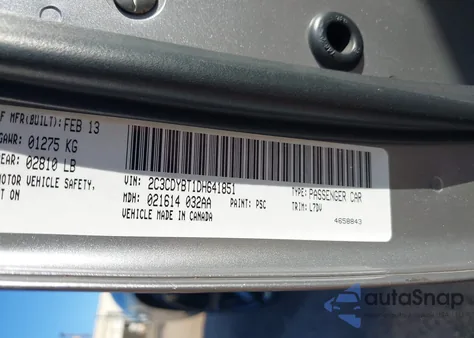 F MFR(BUILT): FEB 13
GAWR: 01275 KG
EAR: 02810 LB
MOTOR VEHICLE SAFETY,
T ON
VIN: 2C3CDYBT1DH641851
MDH: 021614 032AA PAINT: PSC
VEHICLE MADE IN CANADA
TYPE: PASSENGER CAR
TRIM: LTDV
4658843
autoSnap